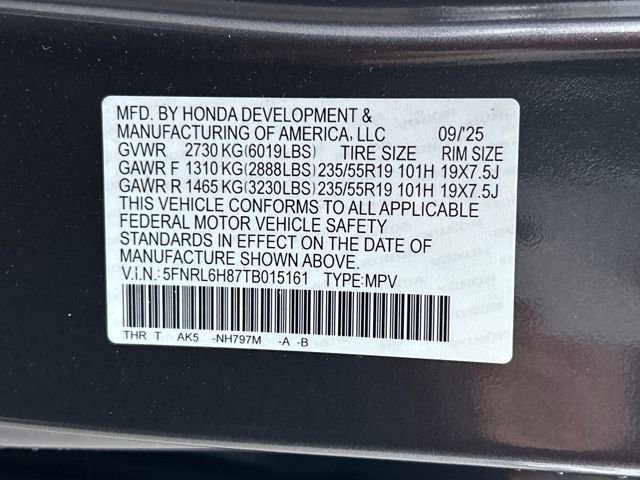 MFD. BY HONDA DEVELOPMENT &
MANUFACTURING OF AMERICA, LLC 09/'25
GVWR 2730 KG(6019LBS) TIRE SIZE RIM SIZE
GAWR F 1310 KG(2888LBS) 235/55R19 101H 19X7.5J
GAWR R 1465 KG(3230LBS) 235/55R19 101H 19X7.5J
THIS VEHICLE CONFORMS TO ALL APPLICABLE
FEDERAL MOTOR VEHICLE SAFETY
STANDARDS IN EFFECT ON THE DATE OF
MANUFACTURE SHOWN ABOVE.
V.I.N.: 5FNRL6H87TB015161 TYPE:MPV
THR T AK5 -NH797M -A -B